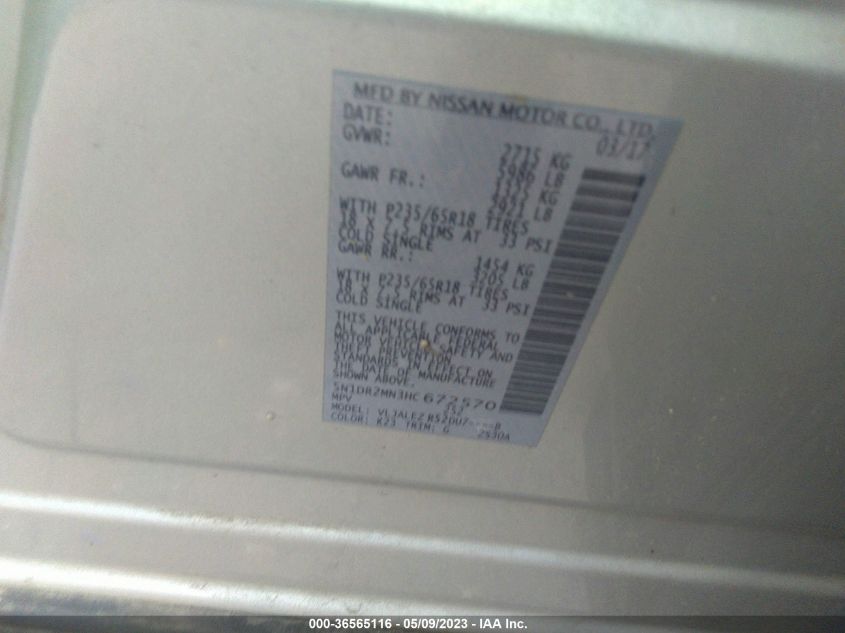 MFD BY NISSAN MOTOR CO., LTD.
DATE: 03/17
GVWR: 2715 KG
5986 LB
GAWR FR.: KG
2921 LB
WITH P235/65R18 TIRES
18 X 7.5 RIMS AT 33 PSI
COLD SINGLE
GAWR RR.: 1454 KG
3205 LB
WITH P235/65R18 TIRES
18 X 7.5 RIMS AT 33 PSI
COLD SINGLE
THIS VEHICLE CONFORMS TO
ALL APPLICABLE FEDERAL
MOTOR VEHICLE SAFETY AND
THEFT PREVENTION
STANDARDS IN EFFECT ON
THE DATE OF MANUFACTURE
SHOWN ABOVE
5N1DR2MN3HC 672570
MPV
MODEL:
COLOR: K23 TRIM: G 2530A
000-36565116 - 05/09/2023 - IAA Inc.